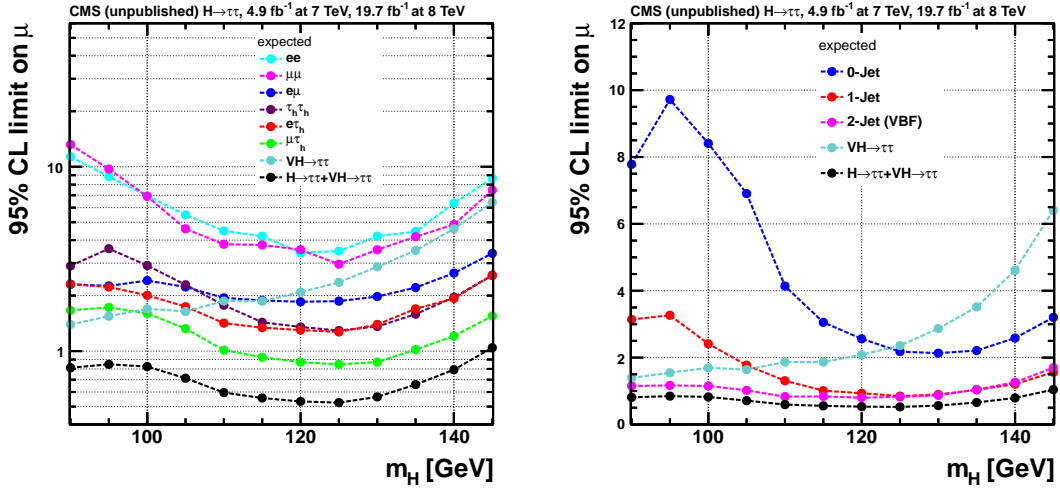 CMS (unpublished) H→ττ, 4.9 fb⁻¹ at 7 TeV, 19.7 fb⁻¹ at 8 TeV
95% CL limit on μ
10
1
expected
ee
μμ
eμ
τₕτₕ
eτₕ
μτₕ
VH→ττ
H→ττ+VH→ττ
100
120
140
m_H [GeV]
CMS (unpublished) H→ττ, 4.9 fb⁻¹ at 7 TeV, 19.7 fb⁻¹ at 8 TeV
95% CL limit on μ
12
10
8
6
4
2
0
expected
0-Jet
1-Jet
2-Jet (VBF)
VH→ττ
H→ττ+VH→ττ
100
120
140
m_H [GeV]